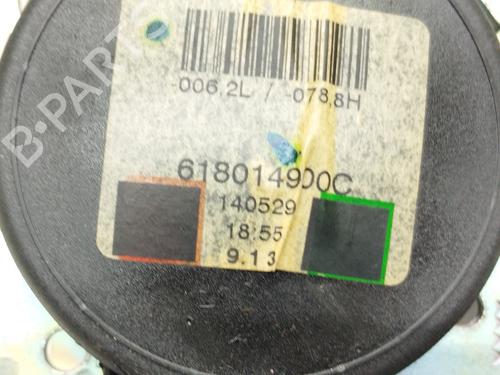 B-PARTS
-006,2L / -078,8H
618014900C
140529
18:55
9.13